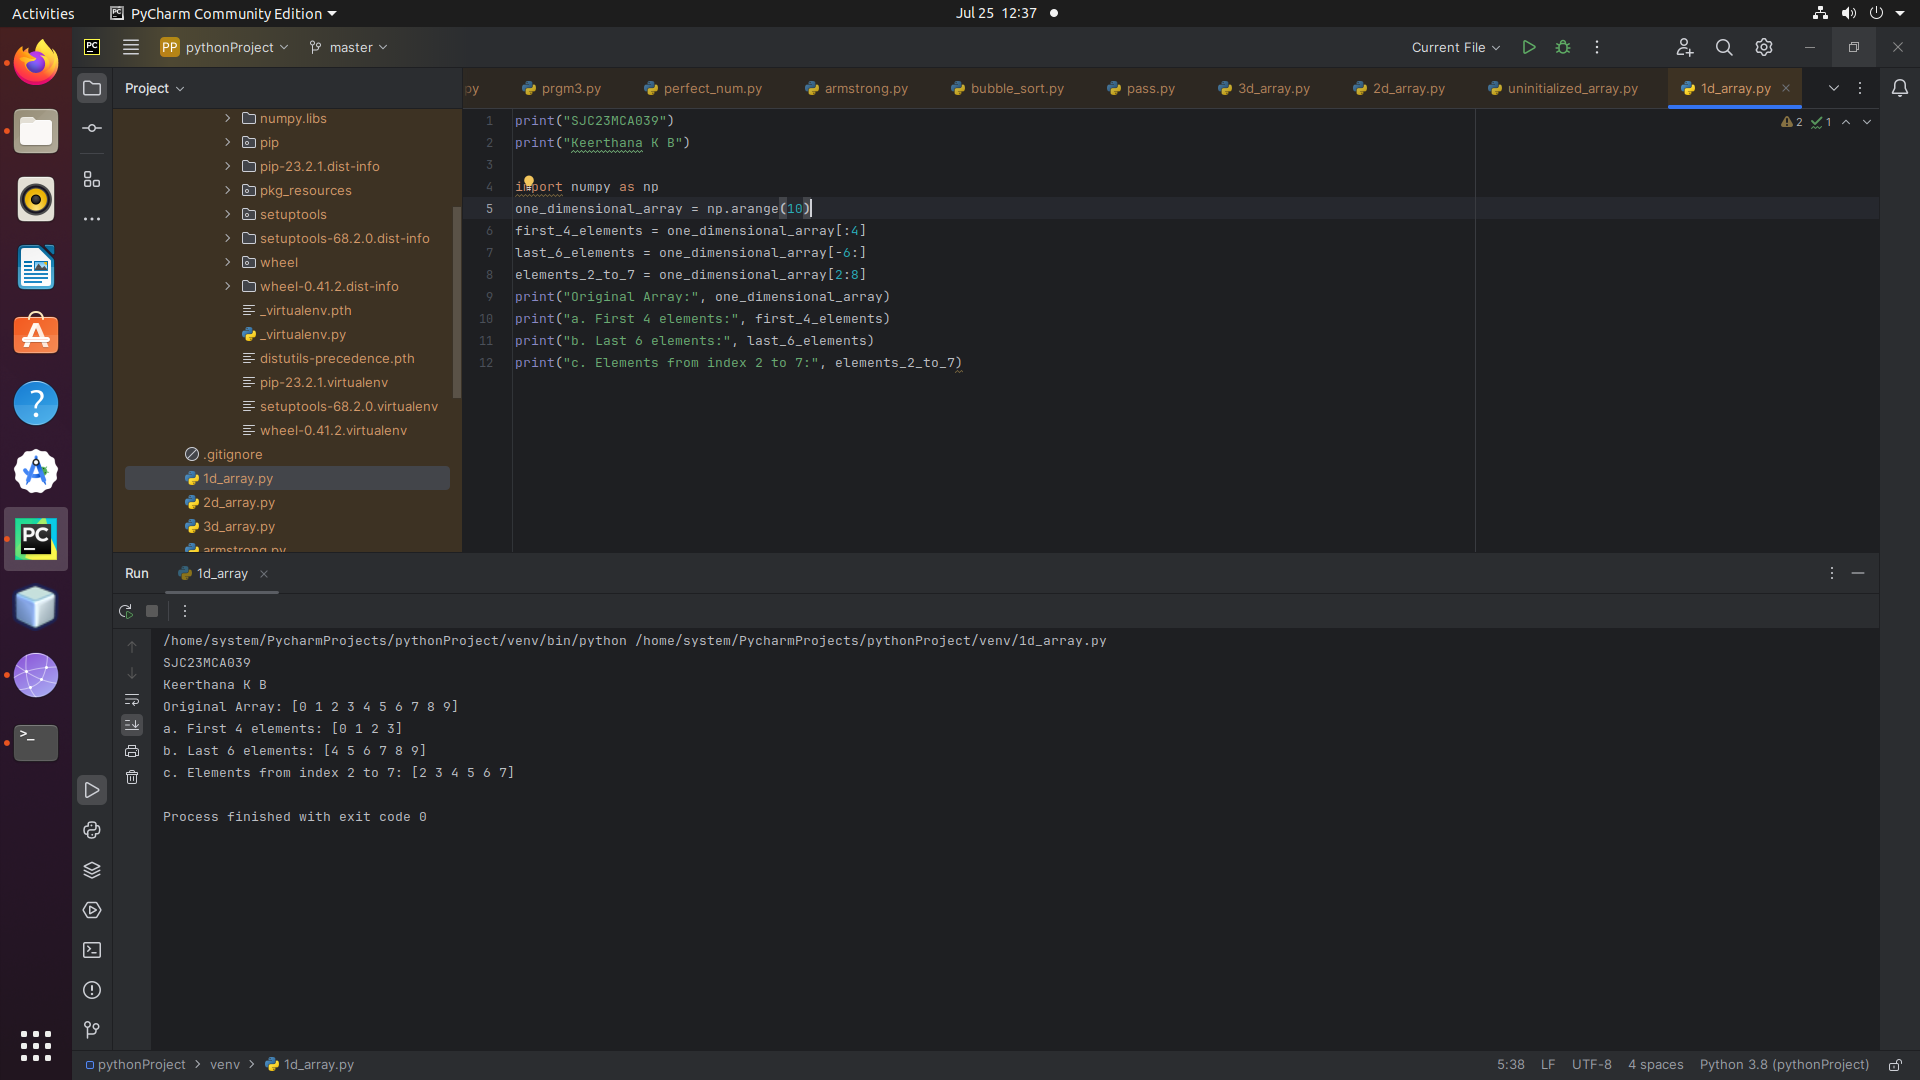 Activities
PyCharm Community Edition
Jul 25 12:37
PC
PP pythonProject
master
Current File
Project
numpy.libs
pip
pip-23.2.1.dist-info
pkg_resources
setuptools
setuptools-68.2.0.dist-info
wheel
wheel-0.41.2.dist-info
_virtualenv.pth
_virtualenv.py
distutils-precedence.pth
pip-23.2.1.virtualenv
setuptools-68.2.0.virtualenv
wheel-0.41.2.virtualenv
.gitignore
1d_array.py
2d_array.py
3d_array.py
armstrong.py
py
prgm3.py
perfect_num.py
armstrong.py
bubble_sort.py
pass.py
3d_array.py
2d_array.py
uninitialized_array.py
1d_array.py
2 1
1 print("SJC23MCA039")
2 print("Keerthana K B")
3
4 import numpy as np
5 one_dimensional_array = np.arange(10)
6 first_4_elements = one_dimensional_array[:4]
7 last_6_elements = one_dimensional_array[-6:]
8 elements_2_to_7 = one_dimensional_array[2:8]
9 print("Original Array:", one_dimensional_array)
10 print("a. First 4 elements:", first_4_elements)
11 print("b. Last 6 elements:", last_6_elements)
12 print("c. Elements from index 2 to 7:", elements_2_to_7)
PC
Run
1d_array
/home/system/PycharmProjects/pythonProject/venv/bin/python /home/system/PycharmProjects/pythonProject/venv/1d_array.py
SJC23MCA039
Keerthana K B
Original Array: [0 1 2 3 4 5 6 7 8 9]
a. First 4 elements: [0 1 2 3]
b. Last 6 elements: [4 5 6 7 8 9]
c. Elements from index 2 to 7: [2 3 4 5 6 7]
Process finished with exit code 0
pythonProject > venv > 1d_array.py
5:38 LF UTF-8 4 spaces Python 3.8 (pythonProject)